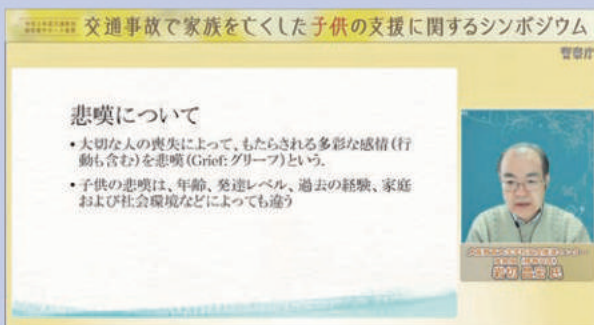 交通事故で家族を亡くした子供の支援に関するシンポジウム
警察庁
悲嘆について
• 大切な人の喪失によって、もたらされる多彩な感情(行
動も含む)を悲嘆(Grief: グリーフ)という.
• 子供の悲嘆は、年齢、発達レベル、過去の経験、家庭
および社会環境などによっても違う